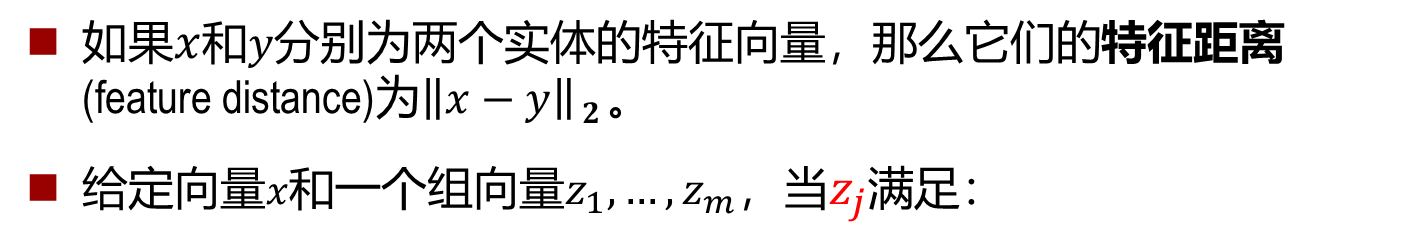 ■ 如果𝑥和𝑦分别为两个实体的特征向量，那么它们的特征距离
(feature distance)为‖𝑥 − 𝑦‖₂。
■ 给定向量𝑥和一个组向量𝑧₁, … , 𝑧ₘ，当𝑧ⱼ满足：